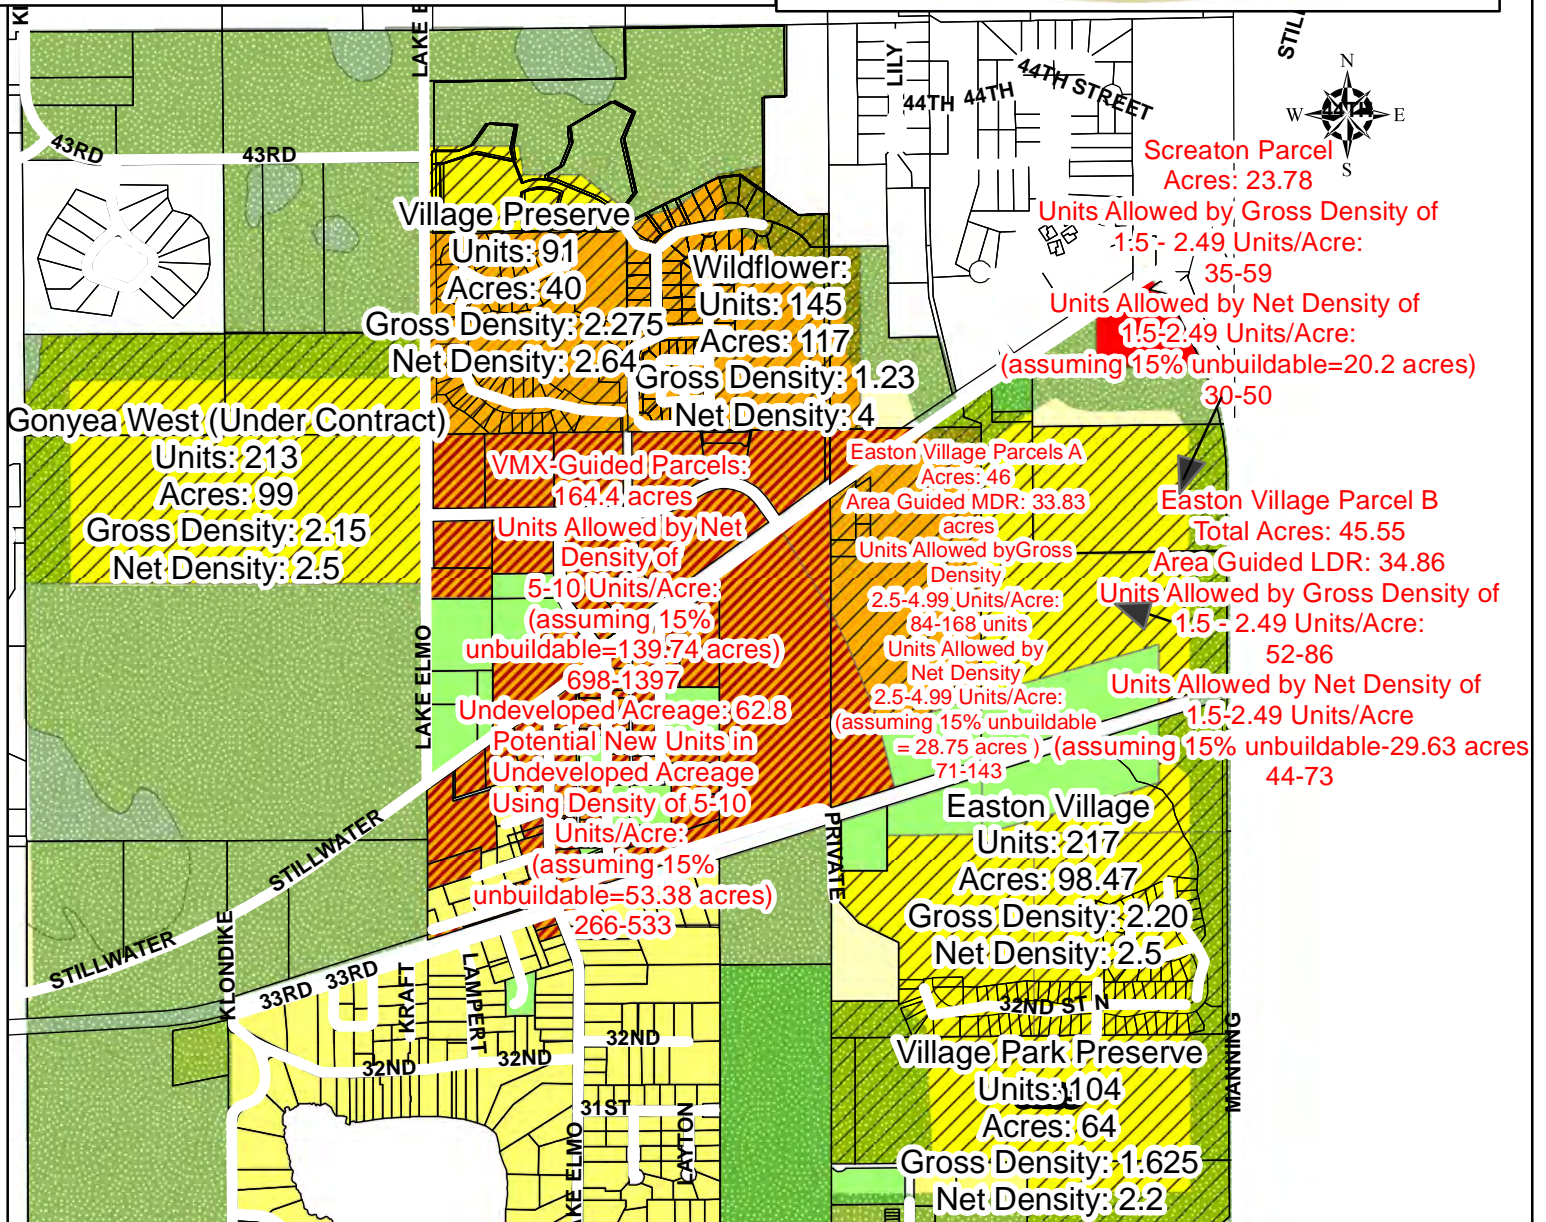 KL
LAKE E
STILL
LILY
44TH
44TH
44TH STREET
N
W
44TH
E
S
43RD
43RD
Screaton Parcel
Acres: 23.78
Units Allowed by Gross Density of
1.5 - 2.49 Units/Acre:
35-59
Units Allowed by Net Density of
1.5-2.49 Units/Acre:
(assuming 15% unbuildable=20.2 acres)
30-50
Village Preserve
Units: 91
Acres: 40
Gross Density: 2.275
Net Density: 2.64
Wildflower:
Units: 145
Acres: 117
Gross Density: 1.23
Net Density: 4
Gonyea West (Under Contract)
Units: 213
Acres: 99
Gross Density: 2.15
Net Density: 2.5
VMX-Guided Parcels:
164.4 acres
Units Allowed by Net
Density of
5-10 Units/Acre:
(assuming 15%
unbuildable=139.74 acres)
698-1397
Undeveloped Acreage: 62.8
Potential New Units in
Undeveloped Acreage
Using Density of 5-10
Units/Acre:
(assuming 15%
unbuildable=53.38 acres)
266-533
Easton Village Parcels A
Acres: 46
Area Guided MDR: 33.83
acres
Units Allowed byGross
Density
2.5-4.99 Units/Acre:
84-168 units
Units Allowed by
Net Density
2.5-4.99 Units/Acre:
(assuming 15% unbuildable
= 28.75 acres )
71-143
Easton Village Parcel B
Total Acres: 45.55
Area Guided LDR: 34.86
Units Allowed by Gross Density of
1.5 - 2.49 Units/Acre:
52-86
Units Allowed by Net Density of
1.5-2.49 Units/Acre
(assuming 15% unbuildable-29.63 acres
44-73
LAKE ELMO
STILLWATER
STILLWATER
PRIVATE
Easton Village
Units: 217
Acres: 98.47
Gross Density: 2.20
Net Density: 2.5
KLONDIKE
33RD
33RD
KRAFT
LAMPERT
32ND
32ND
32ND
31ST
LAYTON
AKE ELMO
32ND ST N
MANNING
Village Park Preserve
Units: 104
Acres: 64
Gross Density: 1.625
Net Density: 2.2